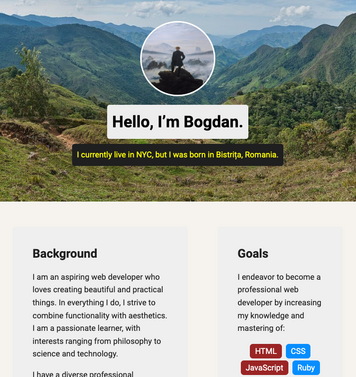 Hello, I'm Bogdan.
I currently live in NYC, but I was born in Bistrița, Romania.
Background
I am an aspiring web developer who
loves creating beautiful and practical
things. In everything I do, I strive to
combine functionality with aesthetics.
I am a passionate learner, with
interests ranging from philosophy to
science and technology.
I have a diverse professional
Goals
I endeavor to become a
professional web
developer by increasing
my knowledge and
mastering of:
HTML CSS
JavaScript Ruby